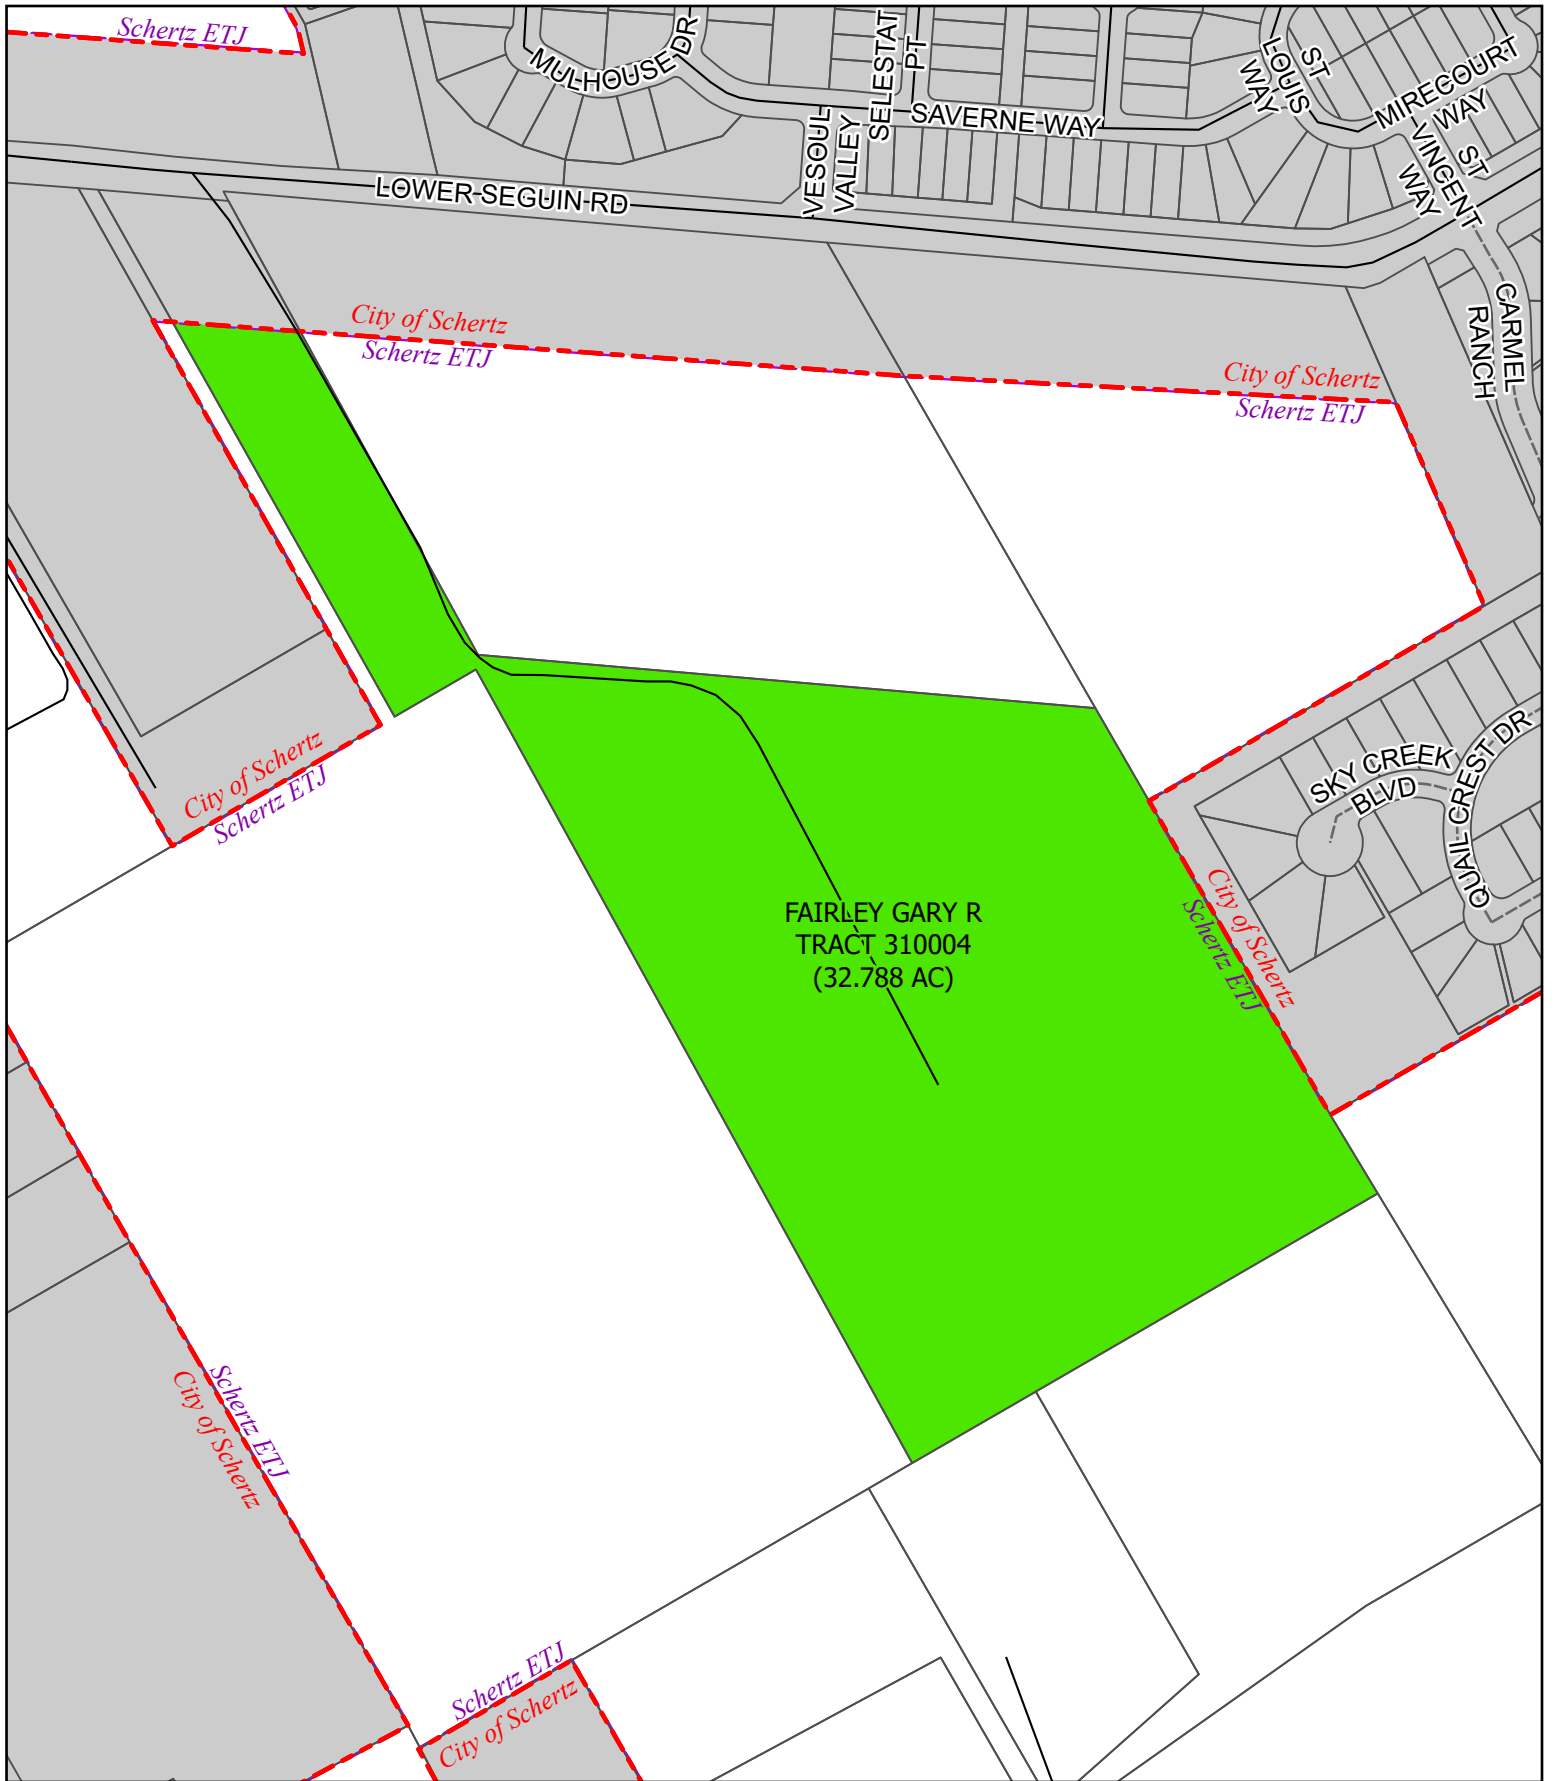 Schertz ETJ
MULHOUSE DR
SELESTAT
PT
SAVERNE WAY
VESOUL
VALLEY
ST
LOUIS
WAY
MIRECOURT
WAY
ST
VINCENT
WAY
LOWER SEGUIN RD
CARMEL
RANCH
City of Schertz
Schertz ETJ
City of Schertz
Schertz ETJ
City of Schertz
Schertz ETJ
SKY CREEK
BLVD
QUAIL CREST DR
City of Schertz
Schertz ETJ
FAIRLEY GARY R
TRACT 310004
(32.788 AC)
Schertz ETJ
City of Schertz
Schertz ETJ
City of Schertz